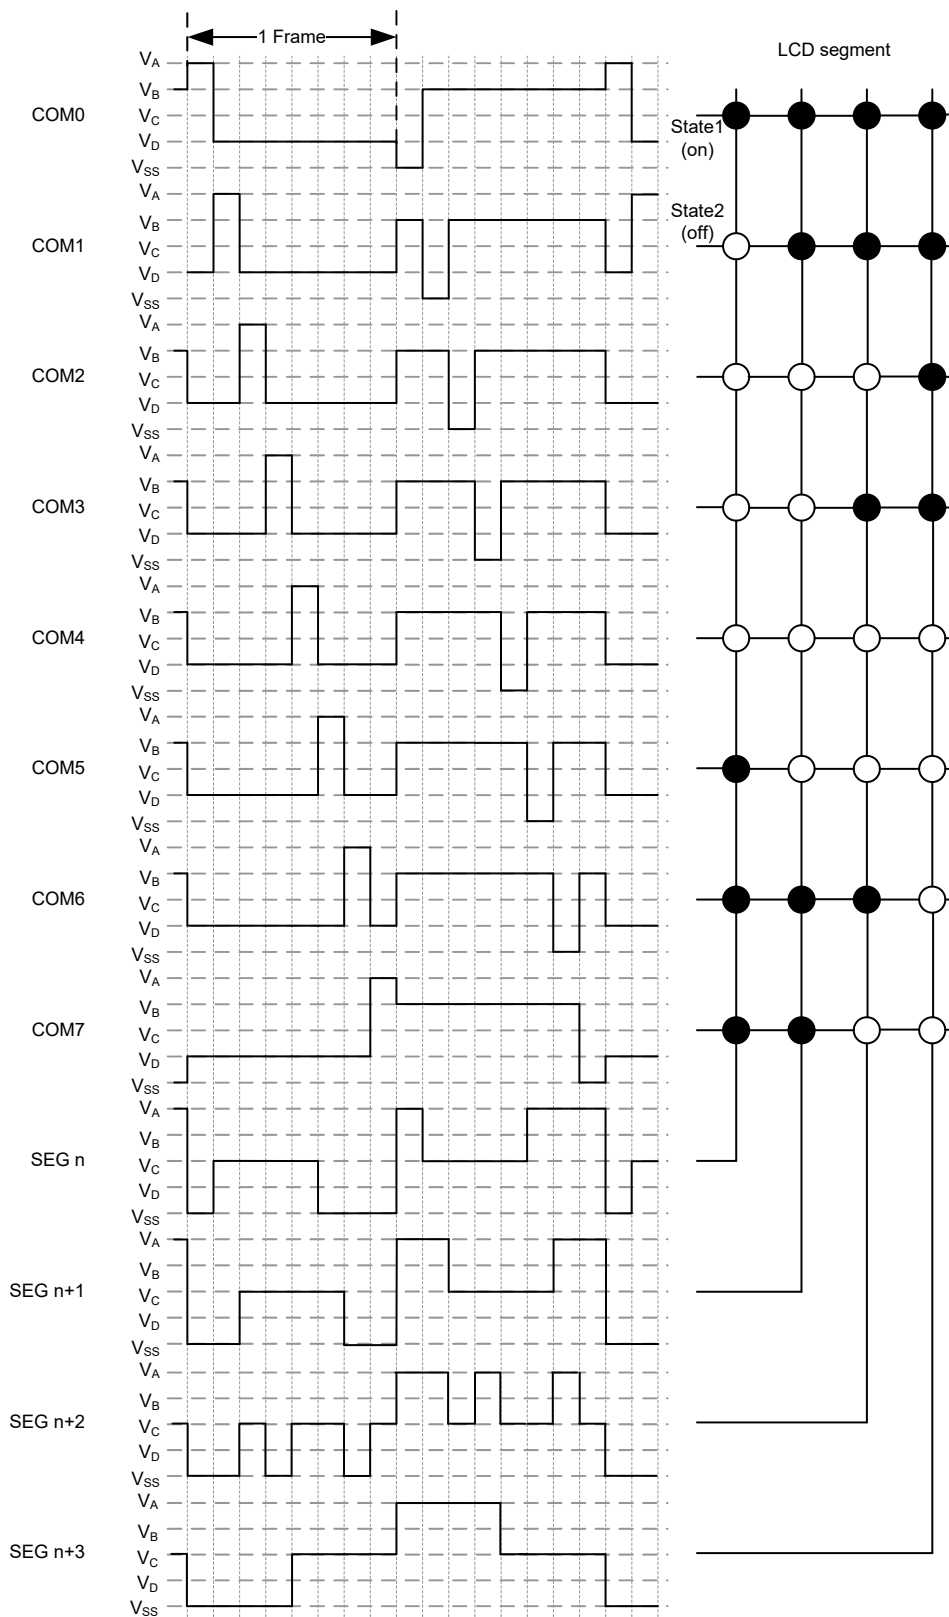 1 Frame
LCD segment
COM0
VA
VB
VC
VD
VSS
State1
(on)
COM1
VA
VB
VC
VD
VSS
State2
(off)
COM2
VA
VB
VC
VD
VSS
COM3
VA
VB
VC
VD
VSS
COM4
VA
VB
VC
VD
VSS
COM5
VA
VB
VC
VD
VSS
COM6
VA
VB
VC
VD
VSS
COM7
VA
VB
VC
VD
VSS
SEG n
VA
VB
VC
VD
VSS
SEG n+1
VA
VB
VC
VD
VSS
SEG n+2
VA
VB
VC
VD
VSS
SEG n+3
VA
VB
VC
VD
VSS